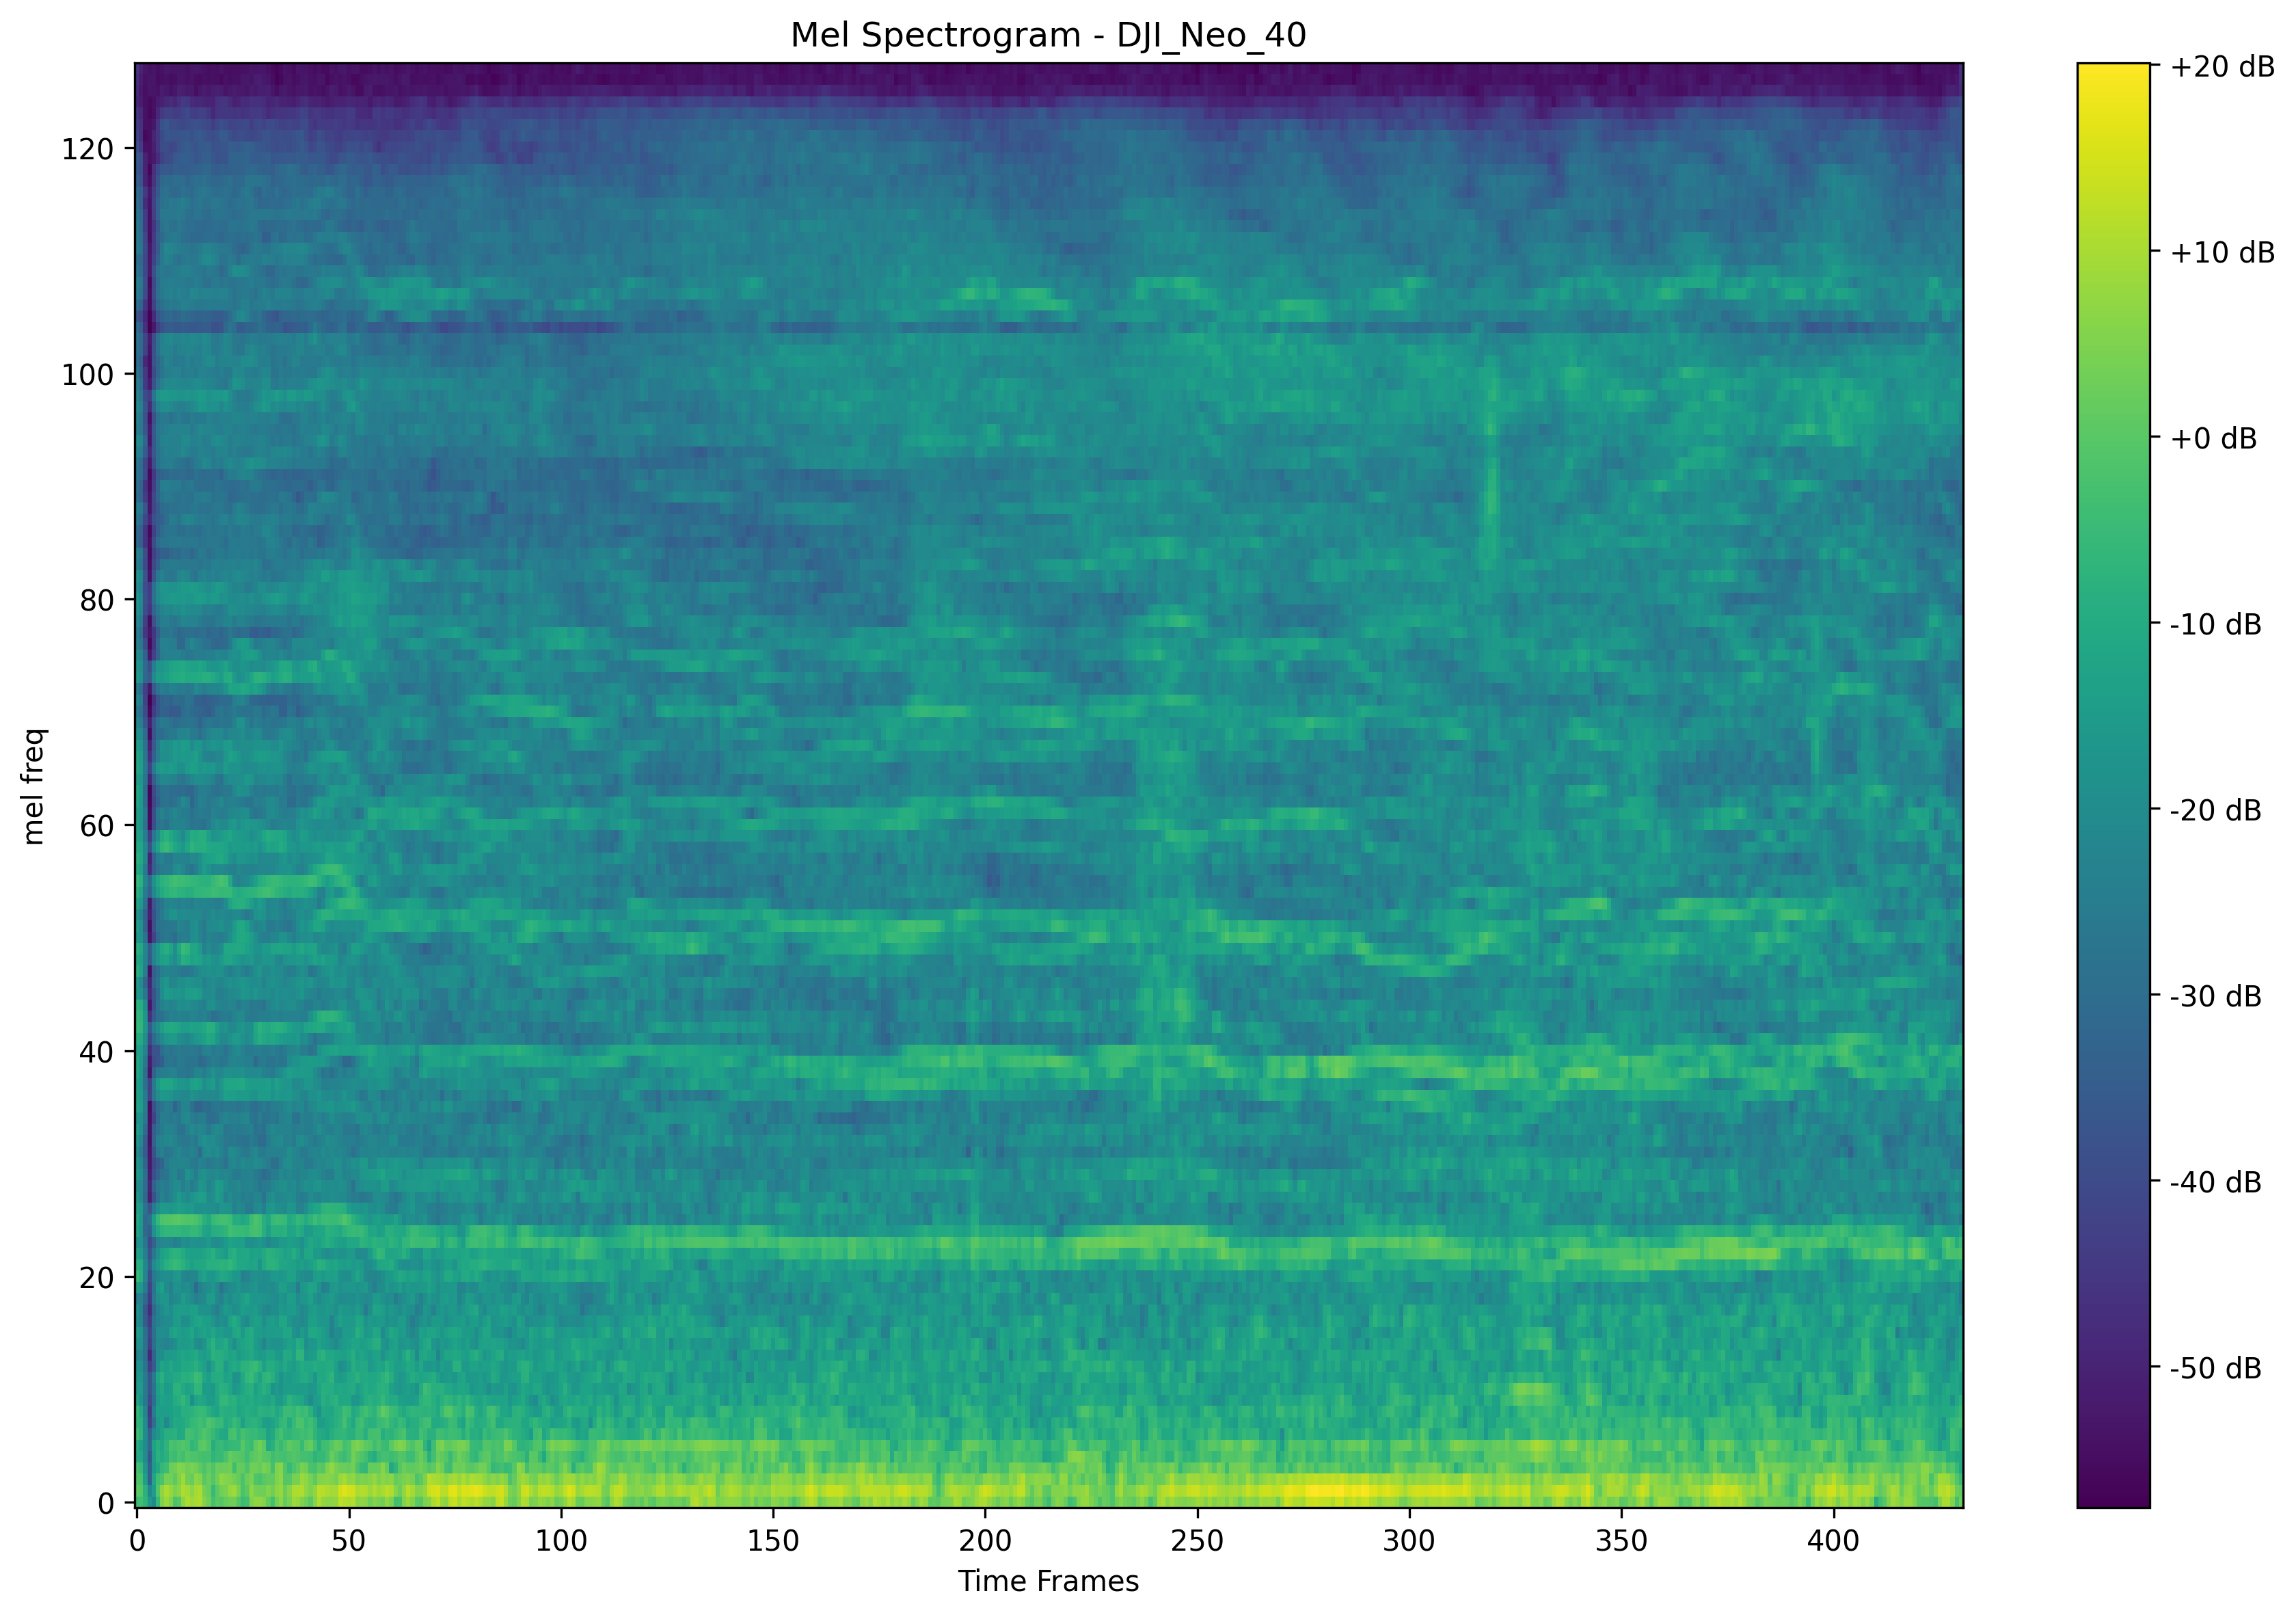 Mel Spectrogram - DJI_Neo_40
mel freq
120
100
80
60
40
20
0
0 50 100 150 200 250 300 350 400
Time Frames
+20 dB
+10 dB
+0 dB
-10 dB
-20 dB
-30 dB
-40 dB
-50 dB